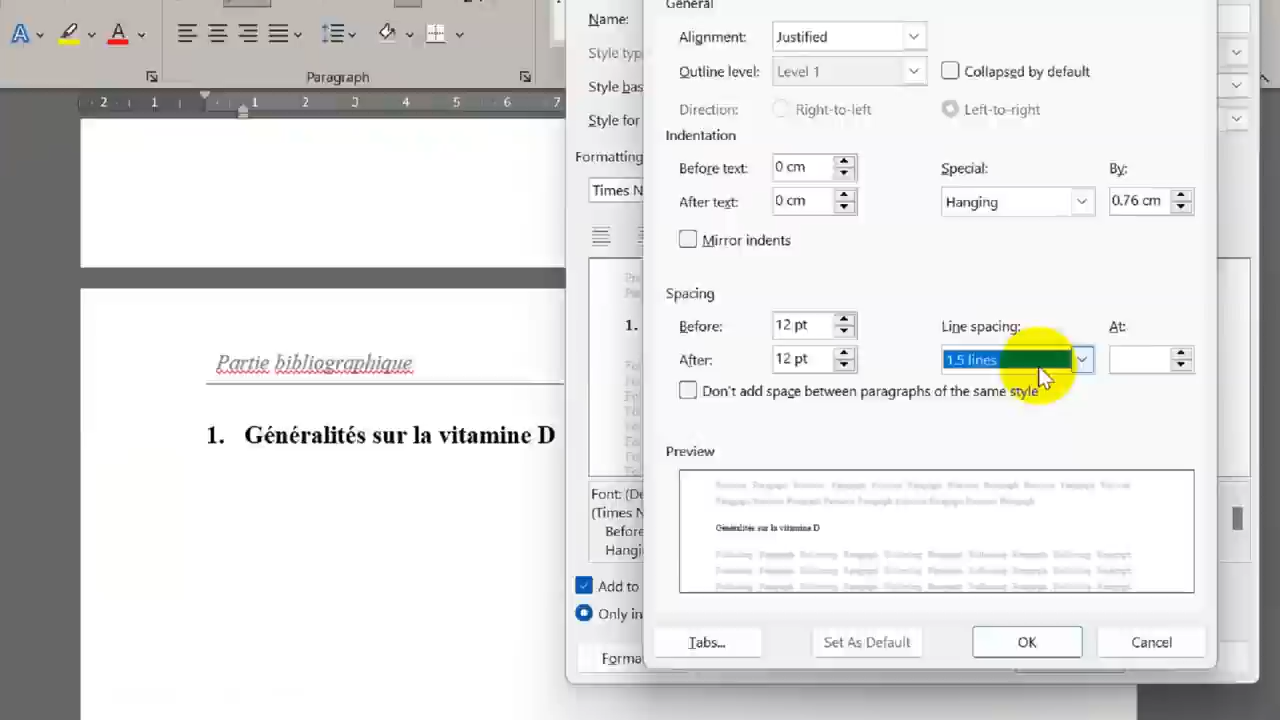 A A
Name:
General
Alignment: Justified
Style typ
Paragraph
Outline level: Level 1 Collapsed by default
Style bas
2 1 1 2 3 4 5 6 7
Direction: Right-to-left Left-to-right
Style for
Indentation
Formatting
Before text: 0 cm Special: By:
Times N
After text: 0 cm Hanging 0.76 cm
Mirror indents
Spacing
1.
Before: 12 pt Line spacing: At:
After: 12 pt 1.5 lines
Partie bibliographique
Don't add space between paragraphs of the same style
1. Généralités sur la vitamine D
Preview
Font: (De
(Times N
Before
Hangin
Généralités sur la vitamine D
Add to
Only in
Forma
Tabs... Set As Default OK Cancel